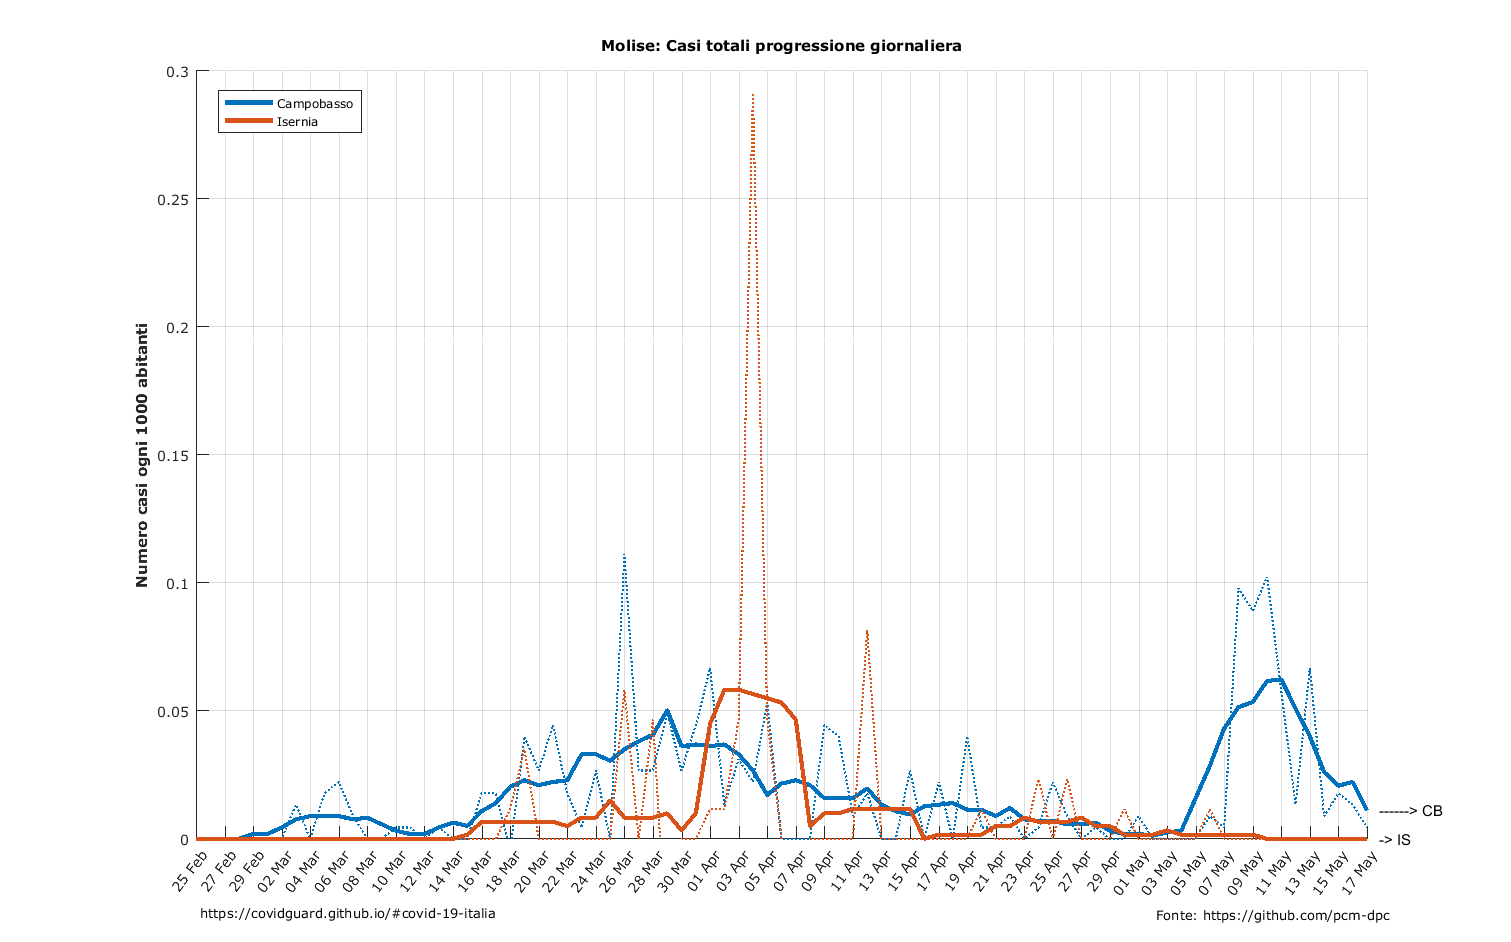 Molise: Casi totali progressione giornaliera
0.3
0.25
0.2
0.15
0.1
0.05
0
Numero casi ogni 1000 abitanti
Campobasso
Isernia
------> CB
-> IS
25 Feb
27 Feb
29 Feb
02 Mar
04 Mar
06 Mar
08 Mar
10 Mar
12 Mar
14 Mar
16 Mar
18 Mar
20 Mar
22 Mar
24 Mar
26 Mar
28 Mar
30 Mar
01 Apr
03 Apr
05 Apr
07 Apr
09 Apr
11 Apr
13 Apr
15 Apr
17 Apr
19 Apr
21 Apr
23 Apr
25 Apr
27 Apr
29 Apr
01 May
03 May
05 May
07 May
09 May
11 May
13 May
15 May
17 May
https://covidguard.github.io/#covid-19-italia
Fonte: https://github.com/pcm-dpc